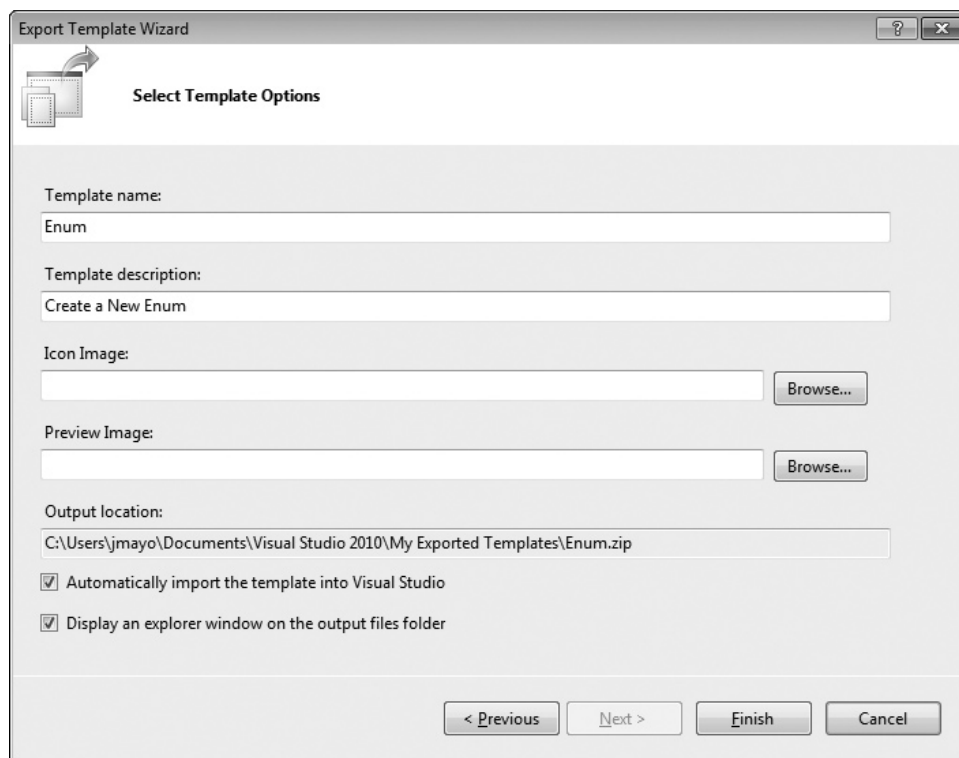 Export Template Wizard
?
Select Template Options
Template name:
Enum
Template description:
Create a New Enum
Icon Image:
Browse...
Preview Image:
Browse...
Output location:
C:\Users\jmayo\Documents\Visual Studio 2010\My Exported Templates\Enum.zip
Automatically import the template into Visual Studio
Display an explorer window on the output files folder
< Previous Next > Finish Cancel